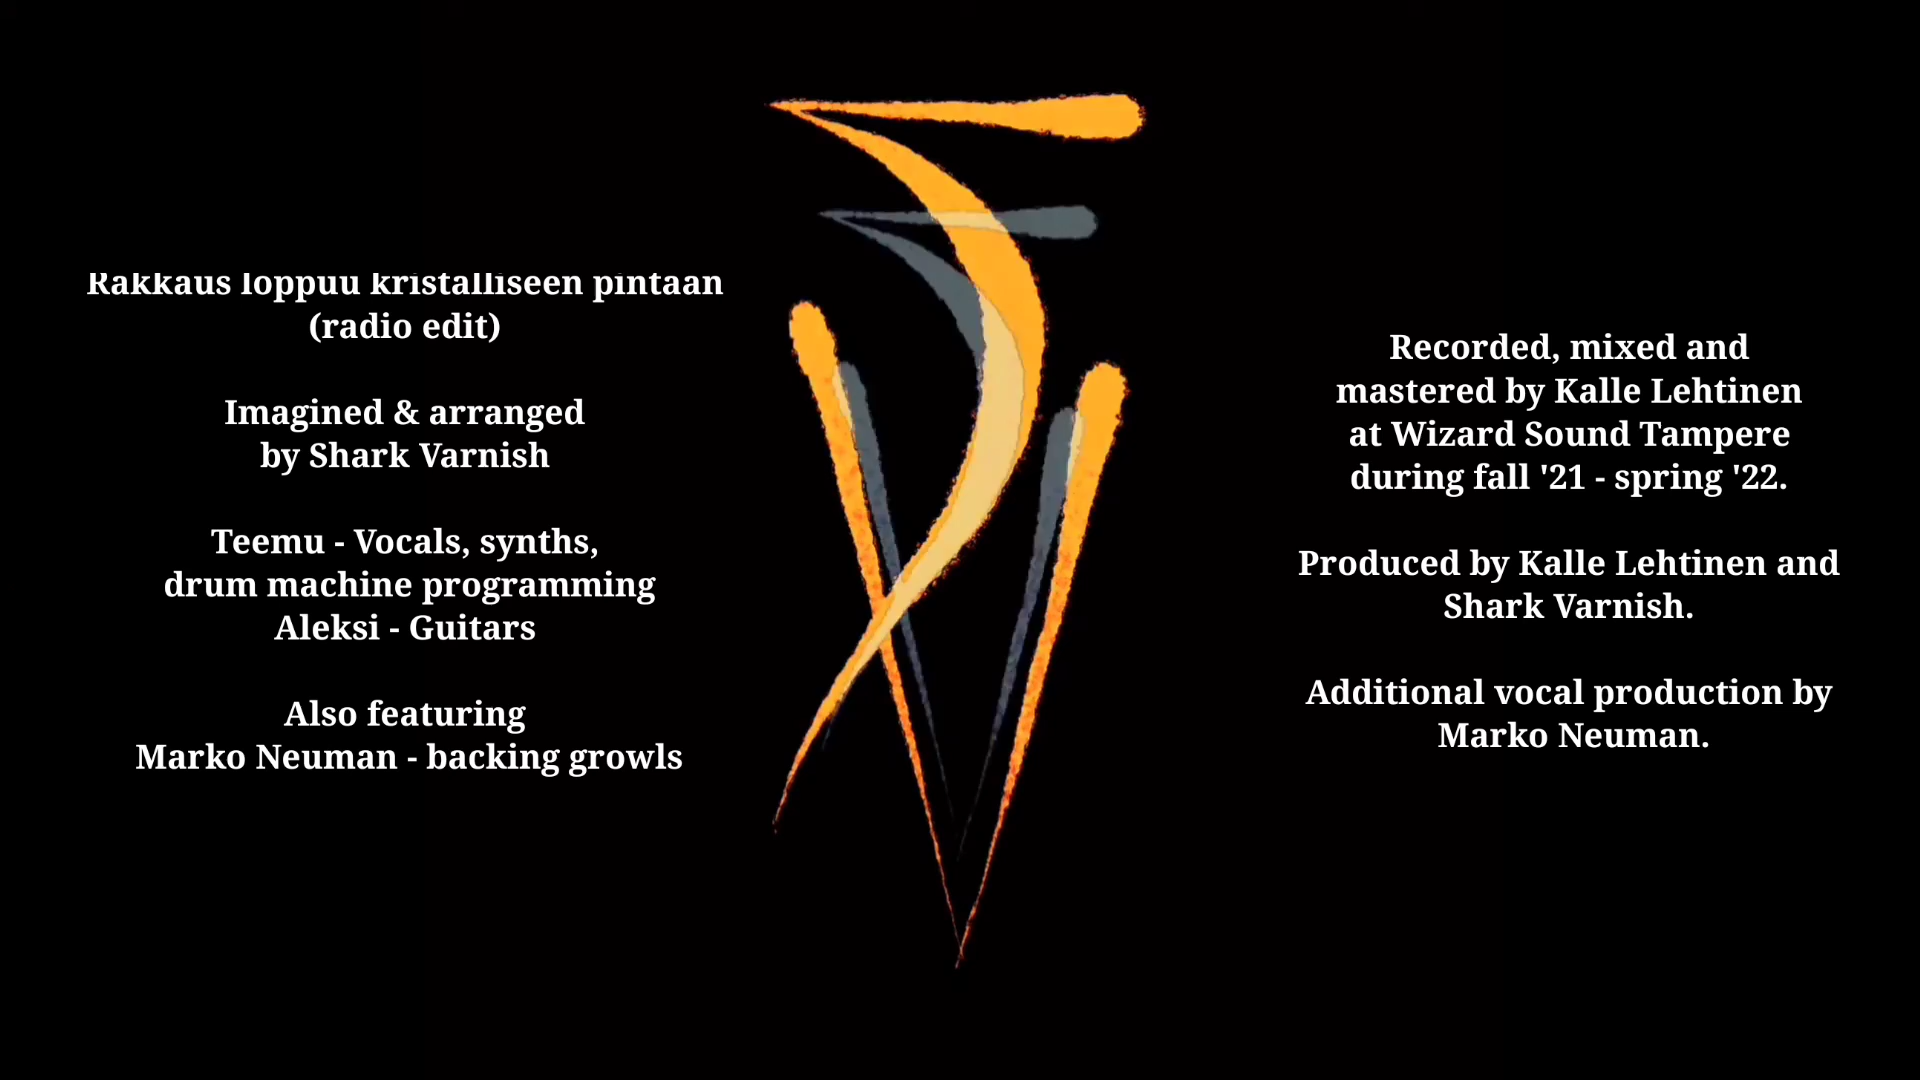 Rakkaus loppuu kristalliseen pintaan
(radio edit)
Imagined & arranged
by Shark Varnish
Teemu - Vocals, synths,
drum machine programming
Aleksi - Guitars
Also featuring
Marko Neuman - backing growls
Recorded, mixed and
mastered by Kalle Lehtinen
at Wizard Sound Tampere
during fall '21 - spring '22.
Produced by Kalle Lehtinen and
Shark Varnish.
Additional vocal production by
Marko Neuman.